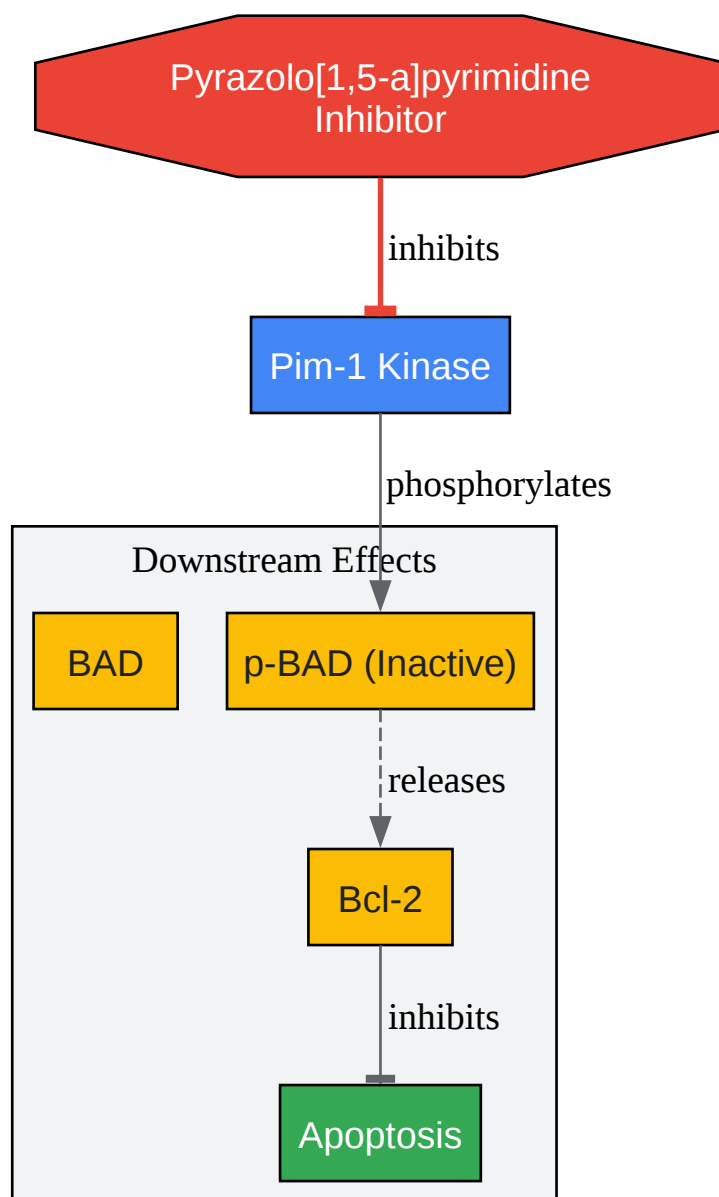 Pyrazolo[1,5-a]pyrimidine
Inhibitor
inhibits
Pim-1 Kinase
phosphorylates
Downstream Effects
BAD
p-BAD (Inactive)
releases
Bcl-2
inhibits
Apoptosis